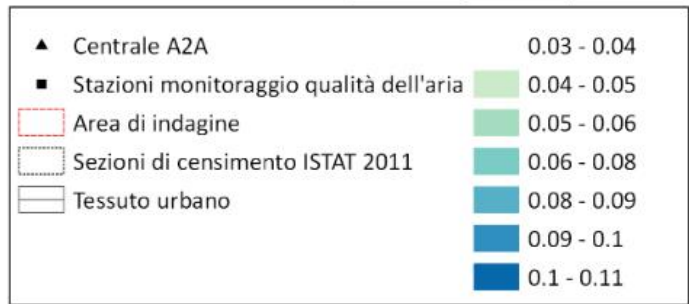 Centrale A2A
Stazioni monitoraggio qualità dell'aria
Area di indagine
Sezioni di censimento ISTAT 2011
Tessuto urbano
0.03 - 0.04
0.04 - 0.05
0.05 - 0.06
0.06 - 0.08
0.08 - 0.09
0.09 - 0.1
0.1 - 0.11